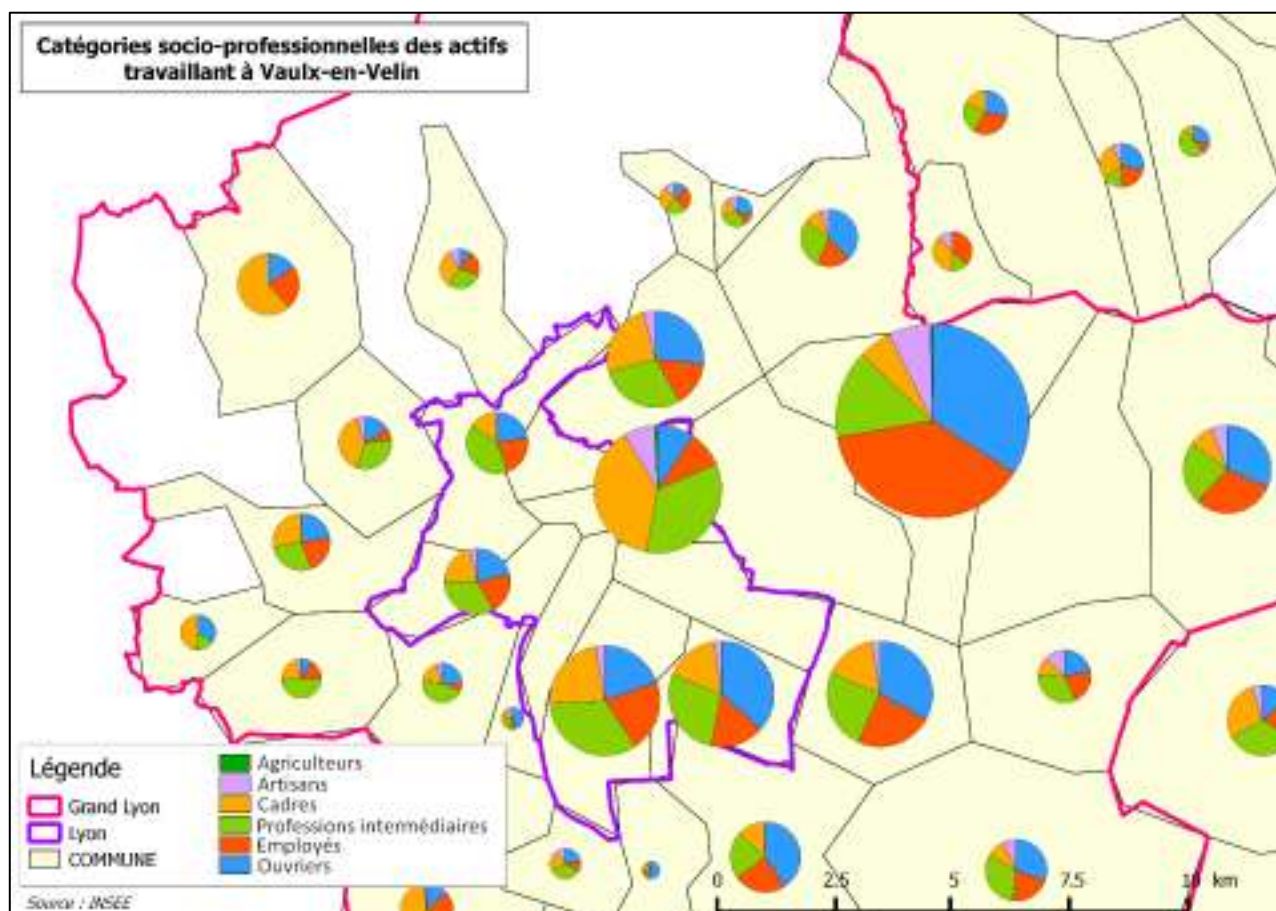 Catégories socio-professionnelles des actifs
travaillant à Vaulx-en-Velin
Légende
Grand Lyon
Lyon
COMMUNE
Agriculteurs
Artisans
Cadres
Professions intermédiaires
Employés
Ouvriers
Source : INSEE
0 2.5 5 7.5 10 km